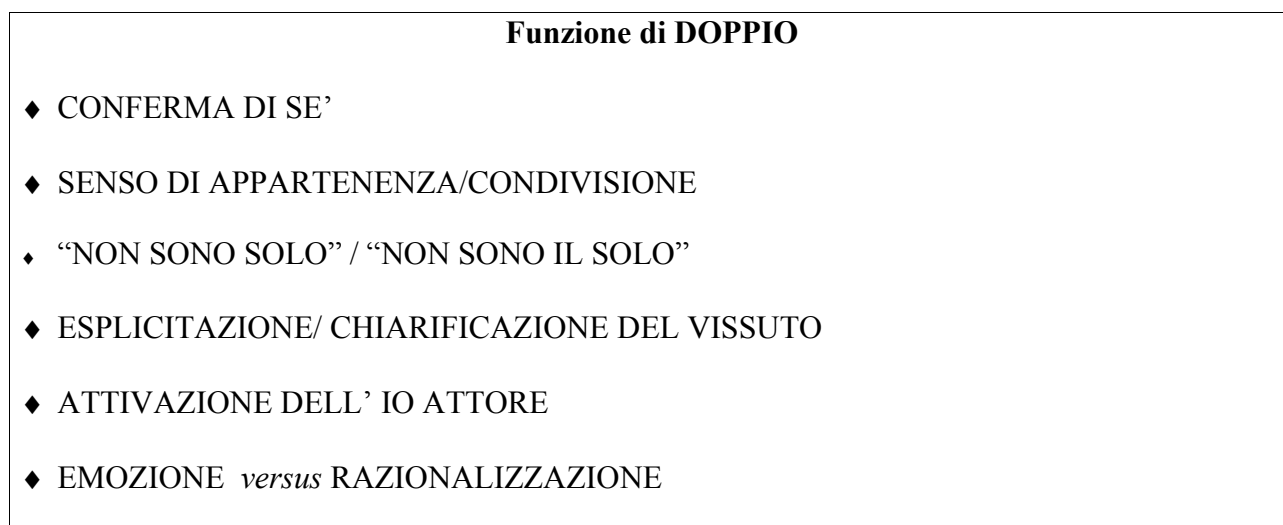 Funzione di DOPPIO
♦ CONFERMA DI SE’
♦ SENSO DI APPARTENENZA/CONDIVISIONE
♦ “NON SONO SOLO” / “NON SONO IL SOLO”
♦ ESPLICITAZIONE/ CHIARIFICAZIONE DEL VISSUTO
♦ ATTIVAZIONE DELL’ IO ATTORE
♦ EMOZIONE versus RAZIONALIZZAZIONE